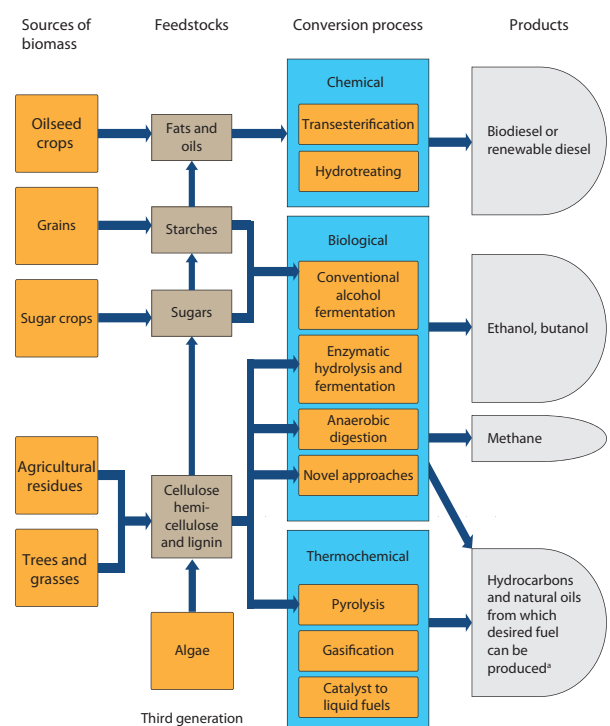 Sources of
biomass
Feedstocks
Conversion process
Products
Oilseed
crops
Grains
Sugar crops
Agricultural
residues
Trees and
grasses
Fats and
oils
Starches
Sugars
Cellulose
hemi-
cellulose
and lignin
Algae
Third generation
Chemical
Transesterification
Hydrotreating
Biological
Conventional
alcohol
fermentation
Enzymatic
hydrolysis and
fermentation
Anaerobic
digestion
Novel approaches
Thermochemical
Pyrolysis
Gasification
Catalyst to
liquid fuels
Biodiesel or
renewable diesel
Ethanol, butanol
Methane
Hydrocarbons
and natural oils
from which
desired fuel
can be
producedᵃ